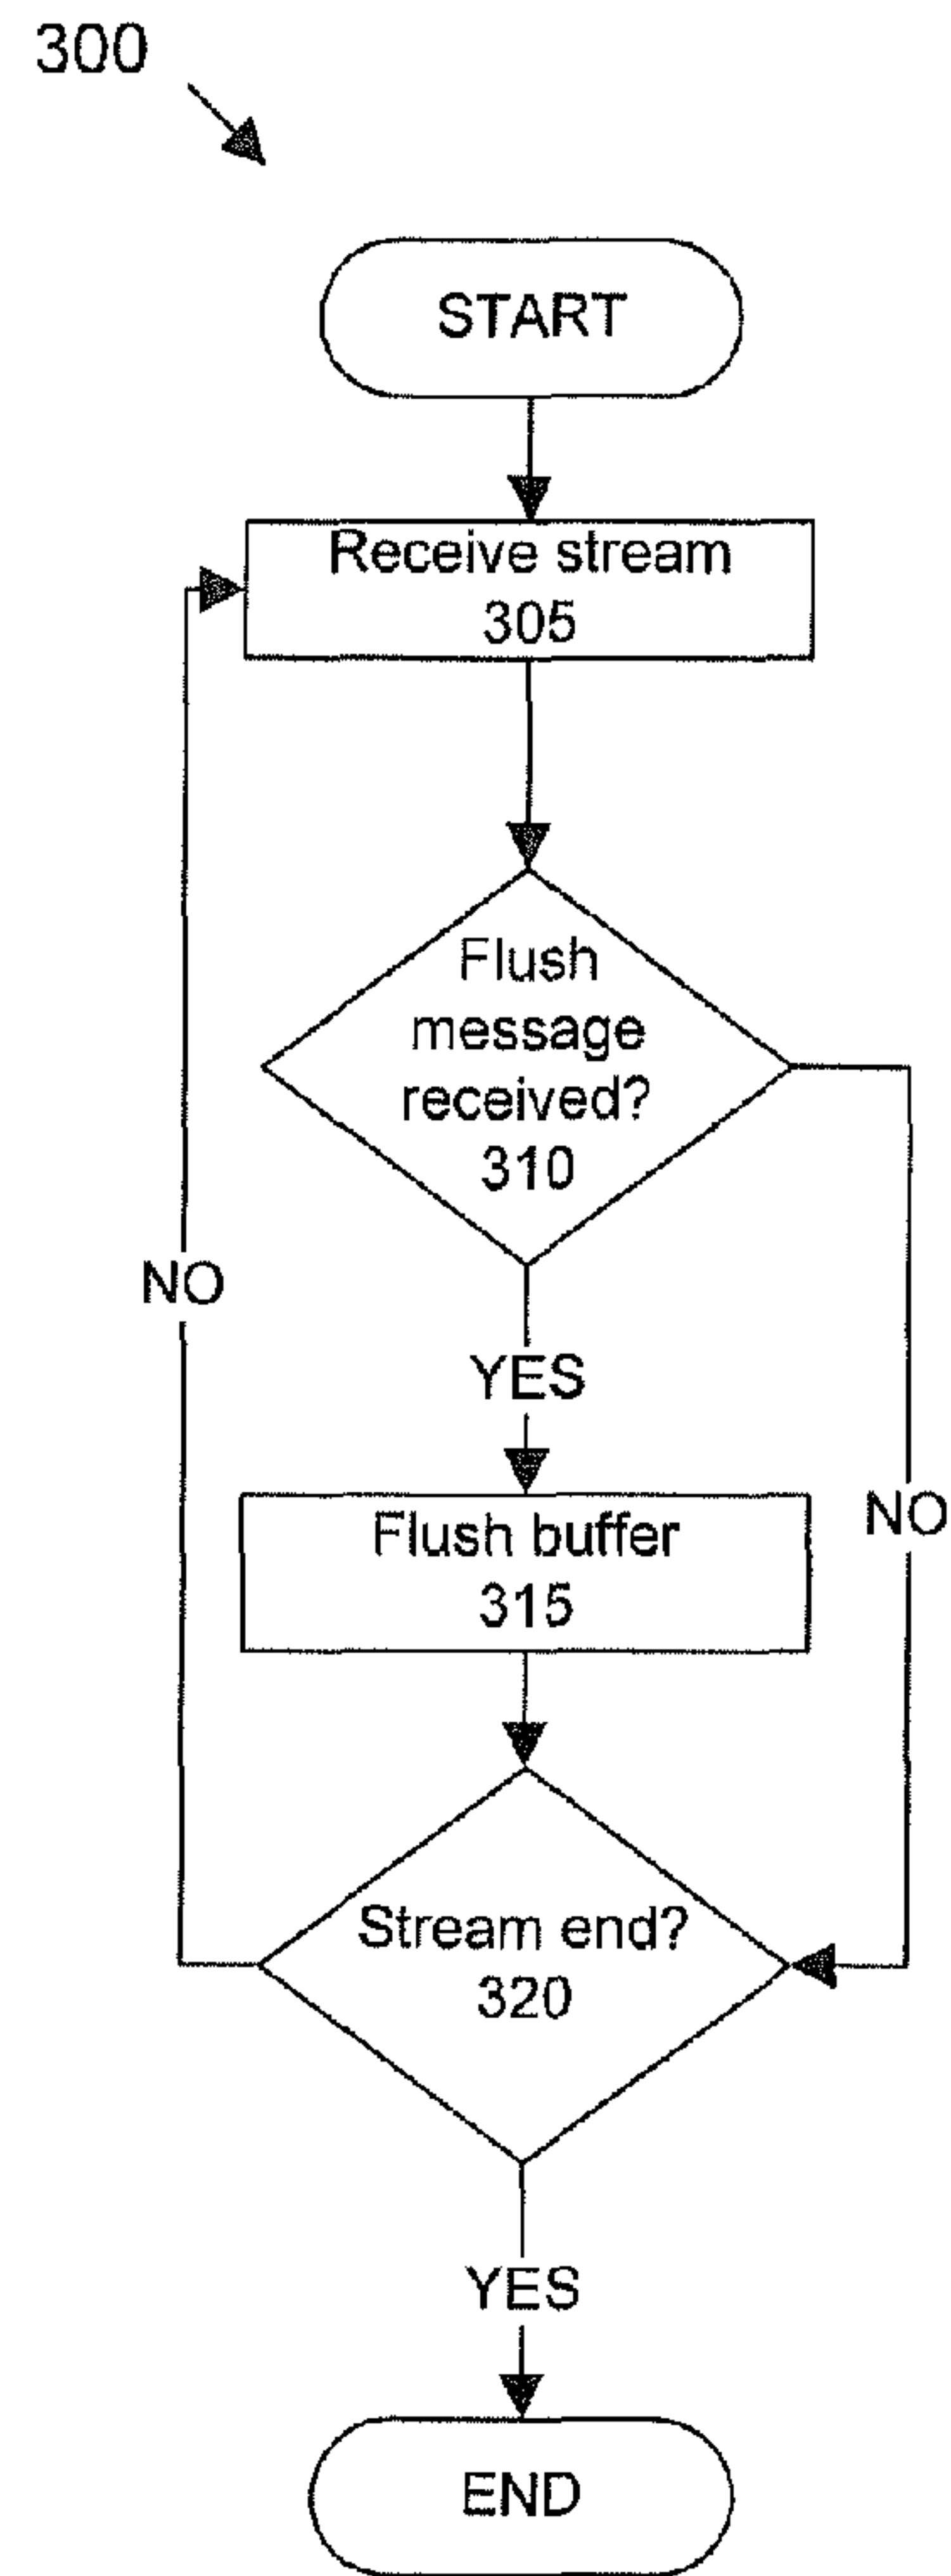 300
START
Receive stream
305
Flush
message
received?
310
NO
YES
Flush buffer
315
NO
Stream end?
320
YES
END